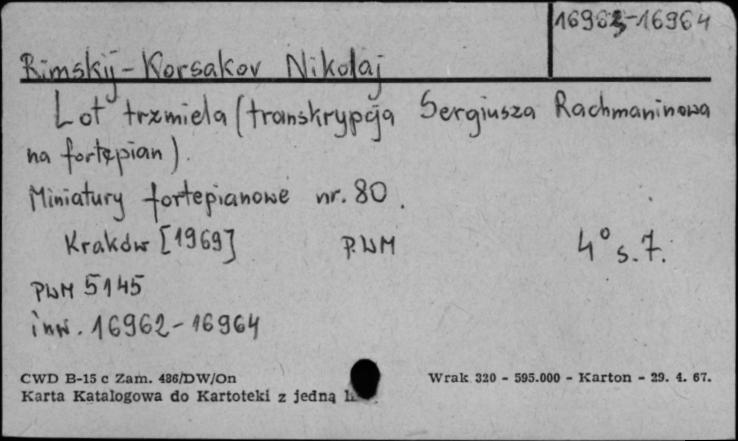 16963-16964
Rimskij-Korsakov Nikolaj
Lot trzmiela (transkrypcja Sergiusza Rachmaninowa
na fortepian).
Miniatury fortepianowe nr. 80.
Kraków [1969] PWM 4° s. 7.
PWM 5145
inw. 16962-16964
CWD B-15 c Zam. 486/DW/On Wrak 320 - 595.000 - Karton - 29. 4. 67.
Karta Katalogowa do Kartoteki z jedną